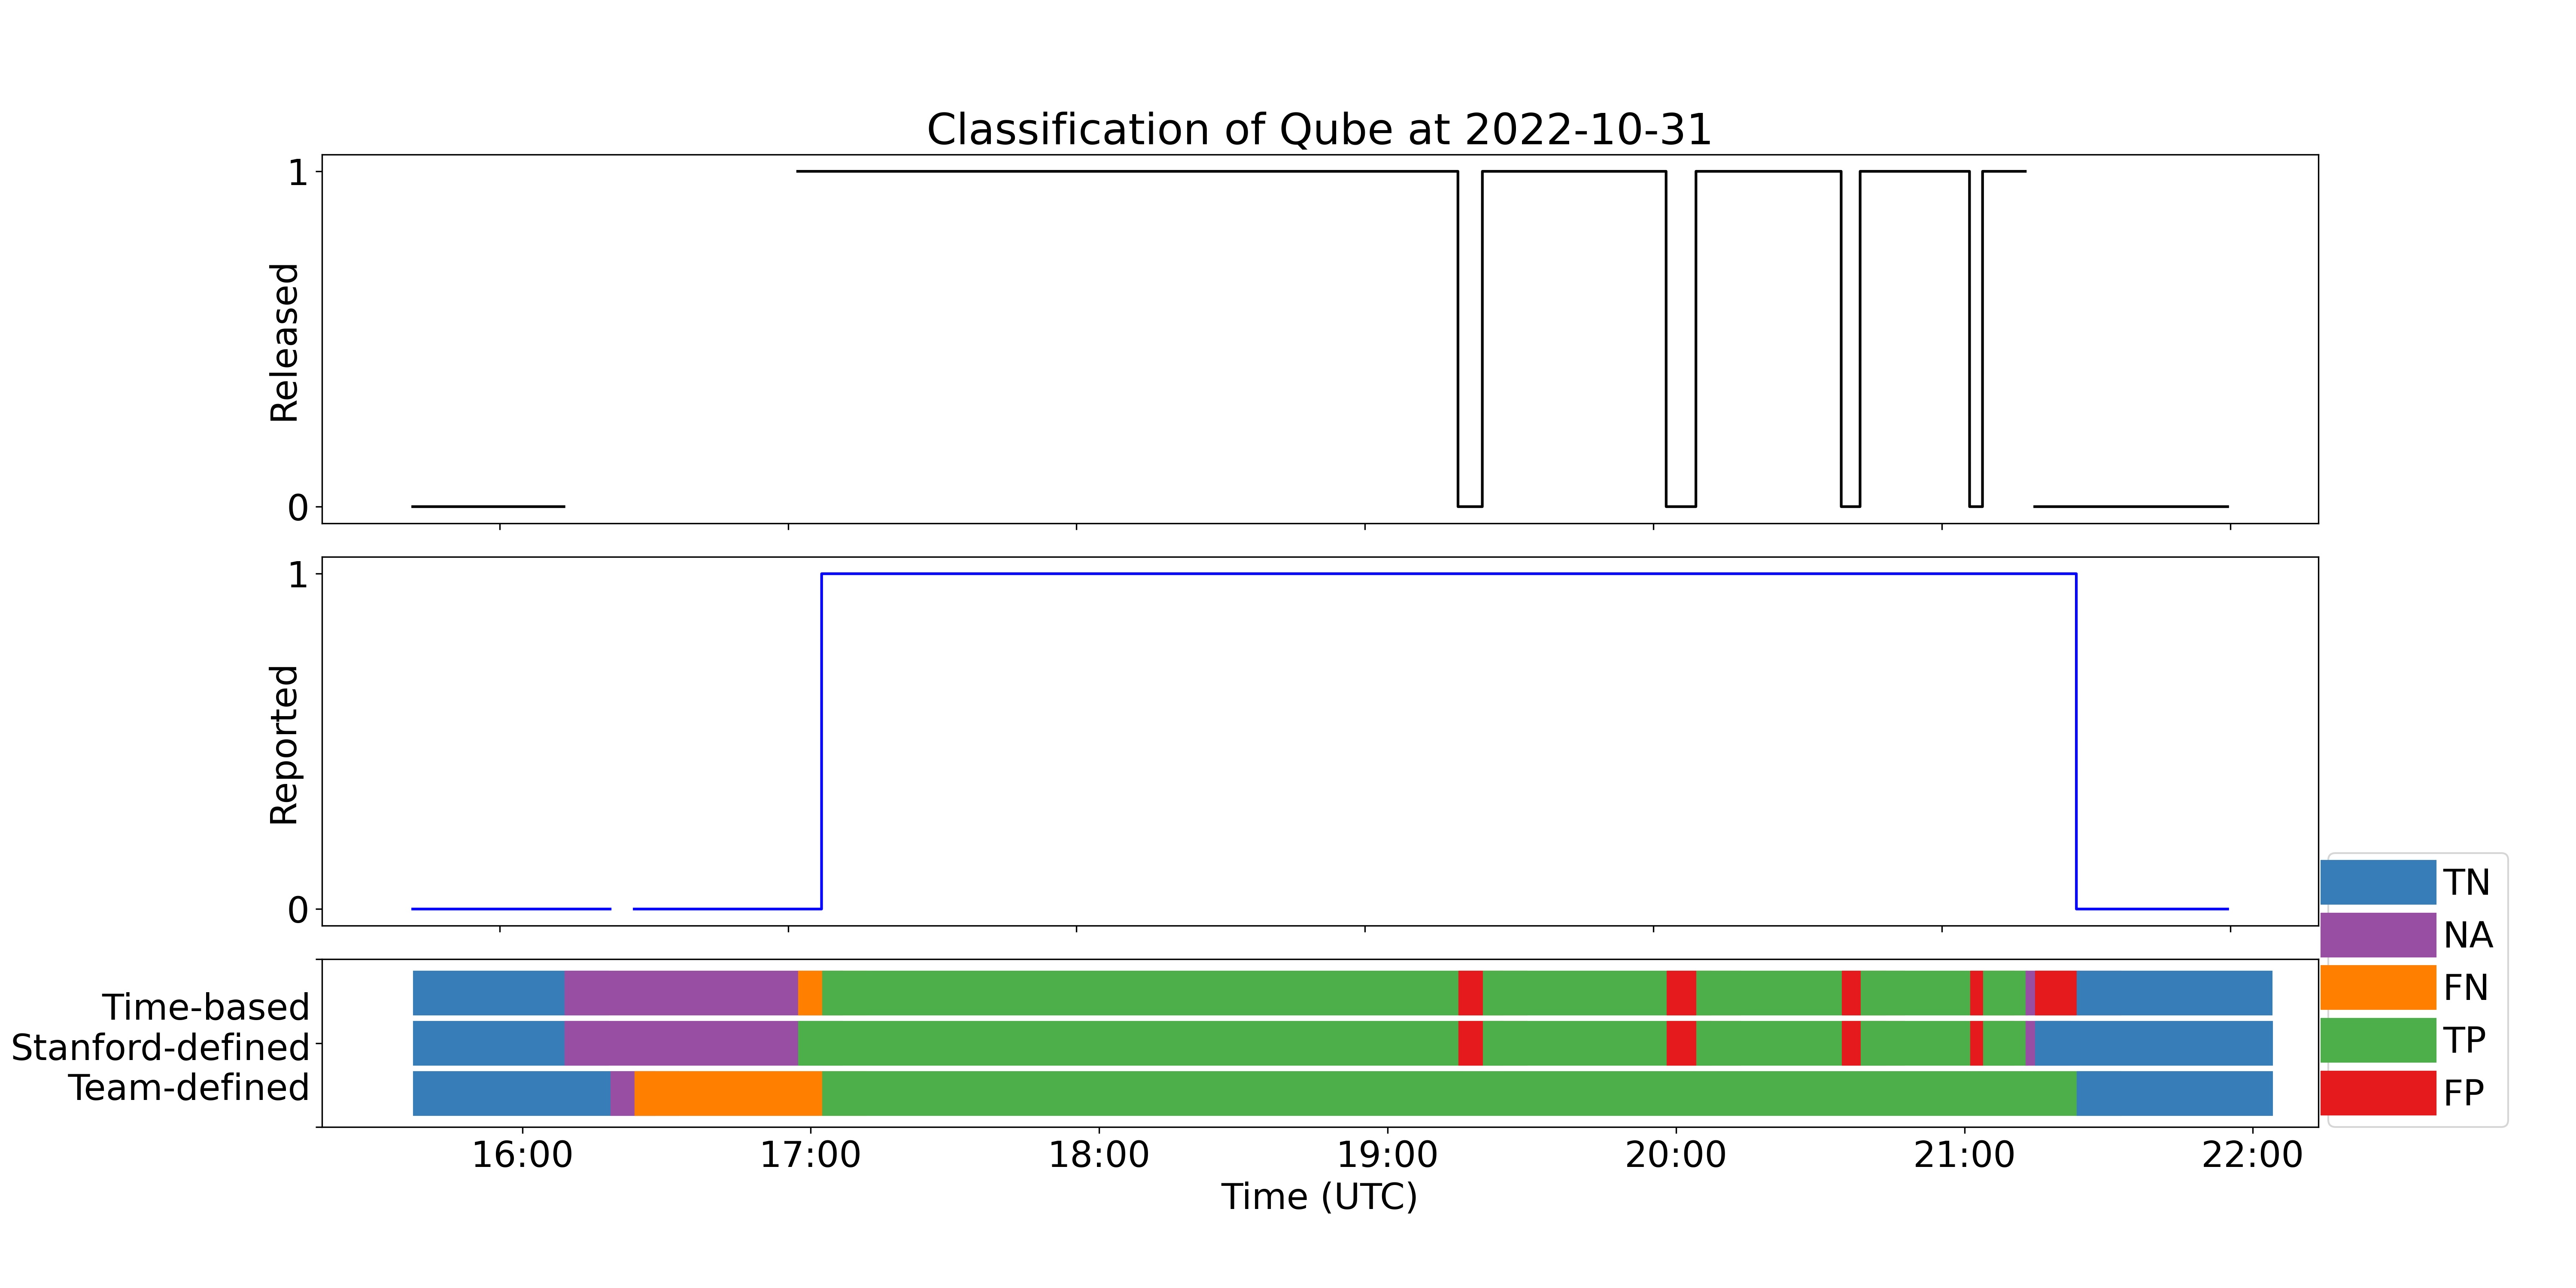 Classification of Qube at 2022-10-31
1
Released
0
1
Reported
0
TN
NA
FN
TP
FP
Time-based
Stanford-defined
Team-defined
16:00 17:00 18:00 19:00 20:00 21:00 22:00
Time (UTC)